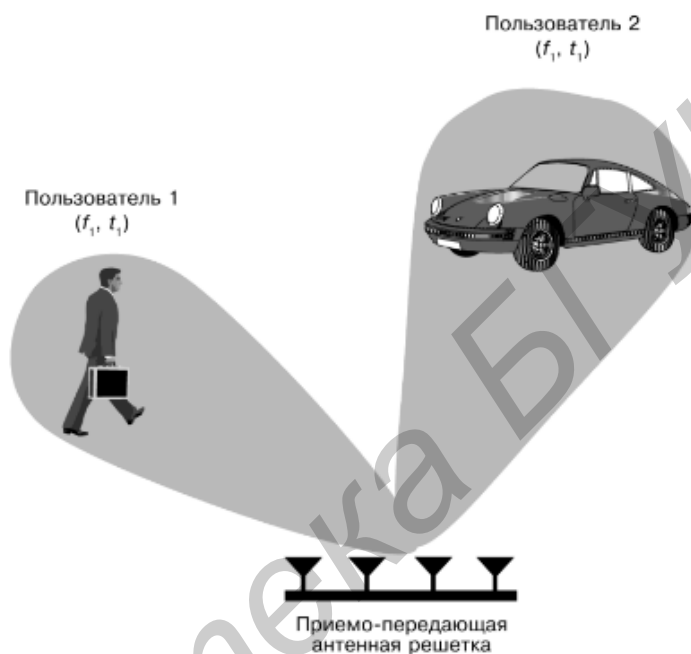 Пользователь 2
(f₁, t₁)
Пользователь 1
(f₁, t₁)
Приемо-передающая
антенная решетка